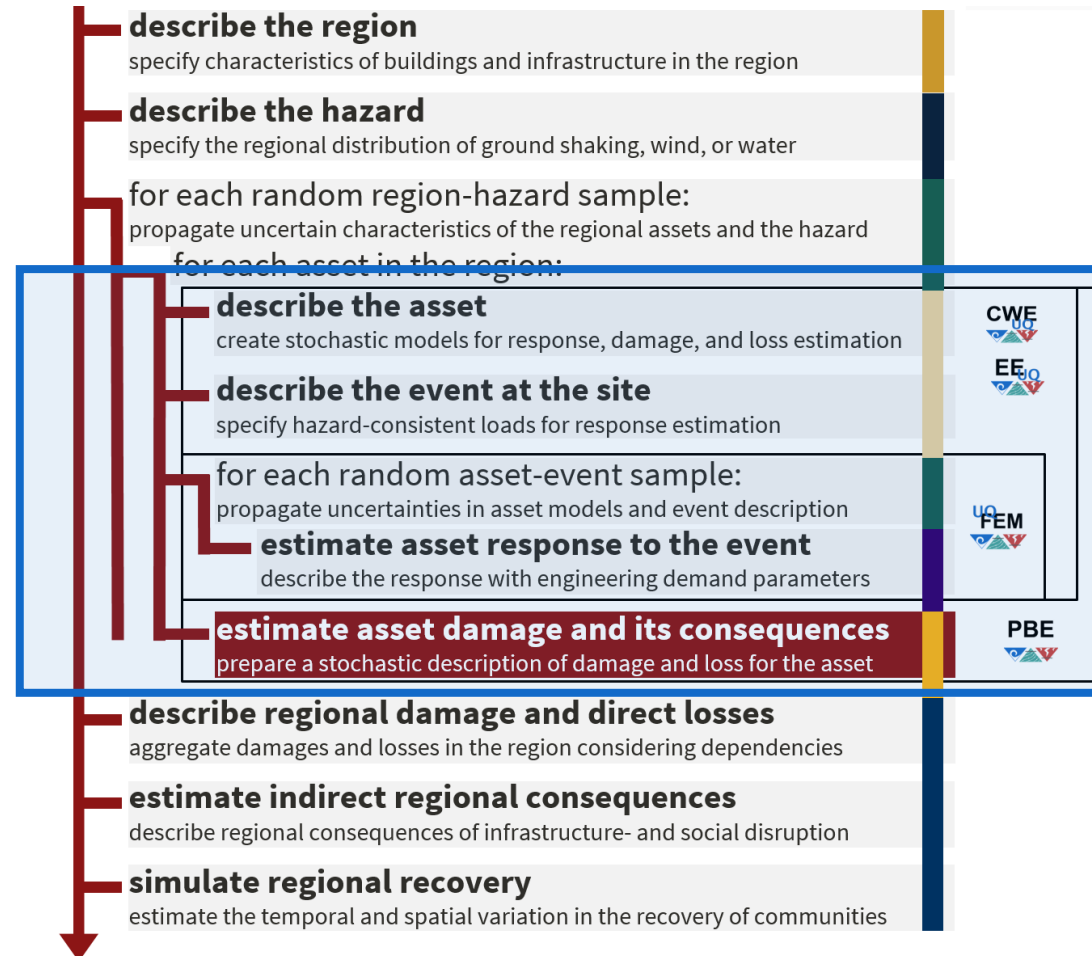 describe the region
specify characteristics of buildings and infrastructure in the region
describe the hazard
specify the regional distribution of ground shaking, wind, or water
for each random region-hazard sample:
propagate uncertain characteristics of the regional assets and the hazard
for each asset in the region:
describe the asset
create stochastic models for response, damage, and loss estimation
CWE
UQ
describe the event at the site
specify hazard-consistent loads for response estimation
EE
UQ
for each random asset-event sample:
propagate uncertainties in asset models and event description
UQ
FEM
estimate asset response to the event
describe the response with engineering demand parameters
estimate asset damage and its consequences
prepare a stochastic description of damage and loss for the asset
PBE
describe regional damage and direct losses
aggregate damages and losses in the region considering dependencies
estimate indirect regional consequences
describe regional consequences of infrastructure- and social disruption
simulate regional recovery
estimate the temporal and spatial variation in the recovery of communities